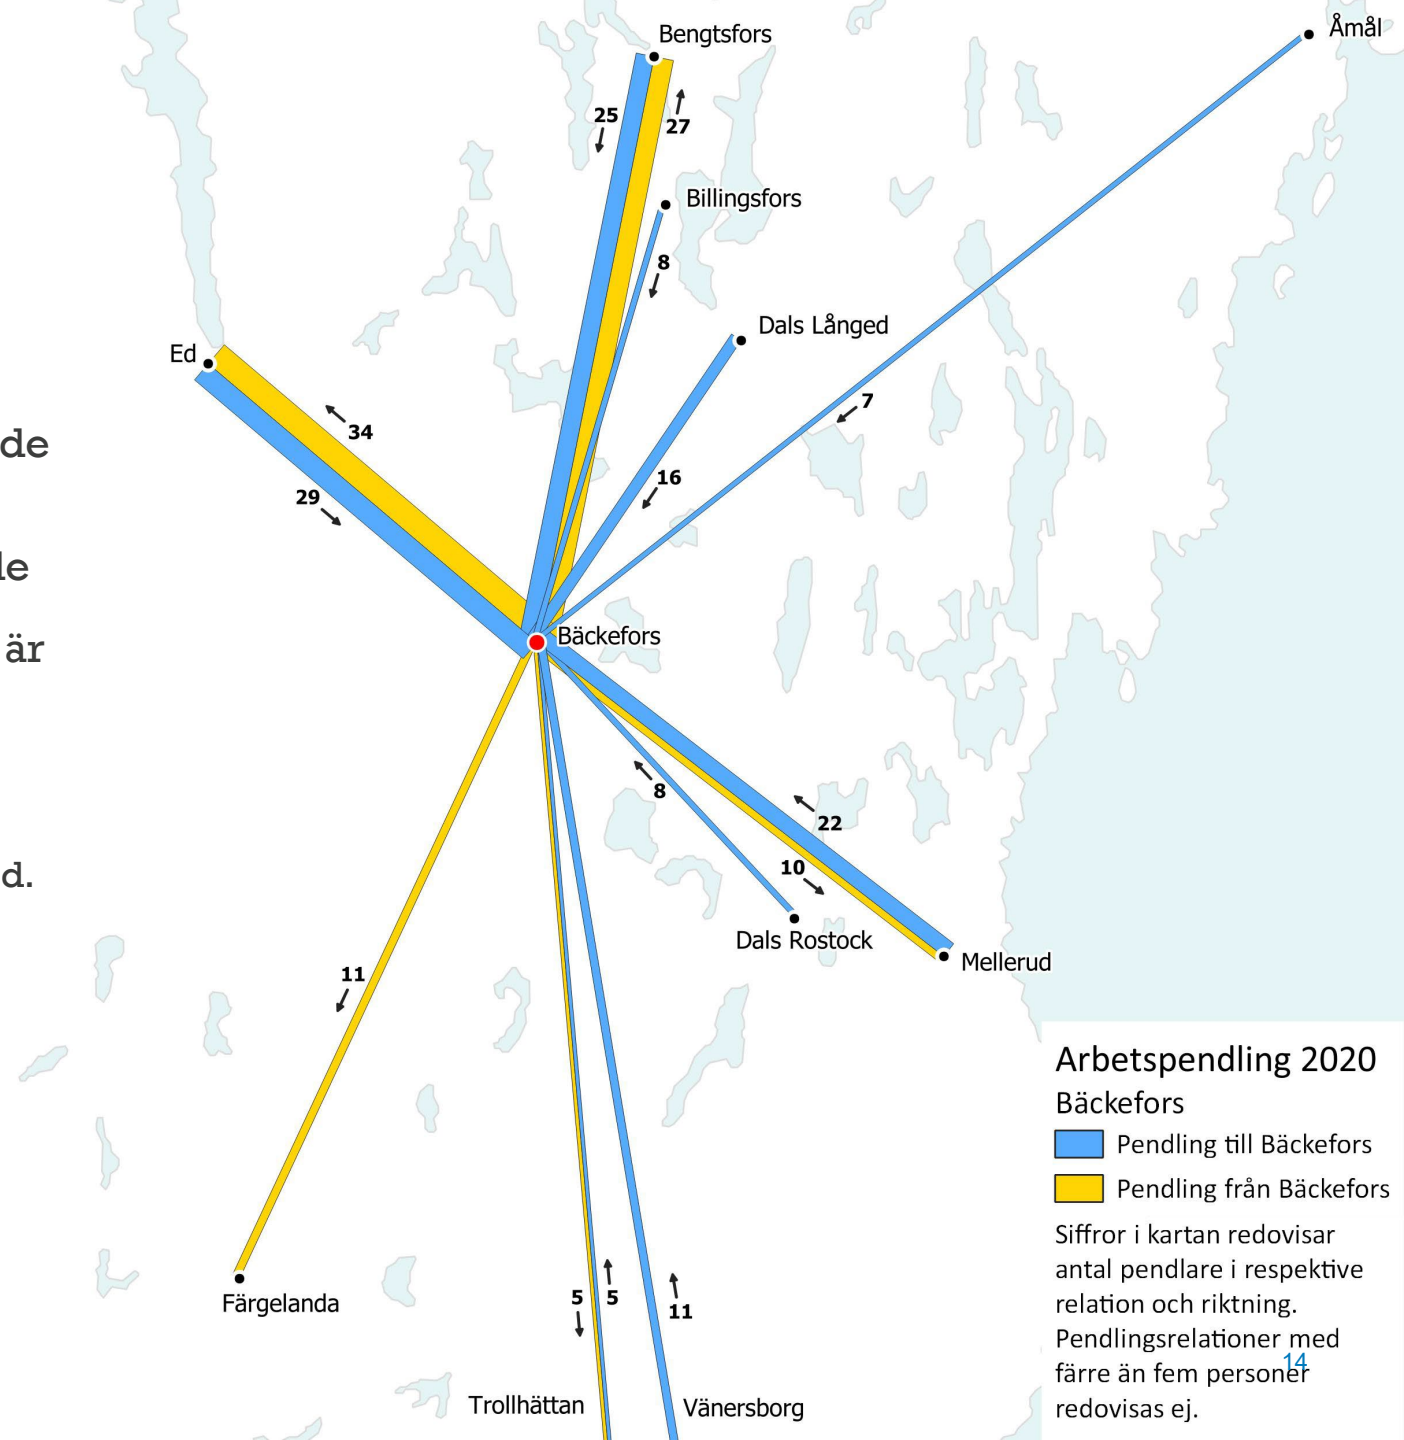 Åmål
Bengtsfors
25
27
Billingsfors
8
Dals Långed
Ed
7
34
de
16
29
le
Bäckefors
är
8
22
10
d.
Dals Rostock
Mellerud
11
Arbetspendling 2020
Bäckefors
Pendling till Bäckefors
Pendling från Bäckefors
Siffror i kartan redovisar
antal pendlare i respektive
relation och riktning.
Pendlingsrelationer med
färre än fem personer
redovisas ej.
14
Färgelanda
5
5
11
Trollhättan
Vänersborg